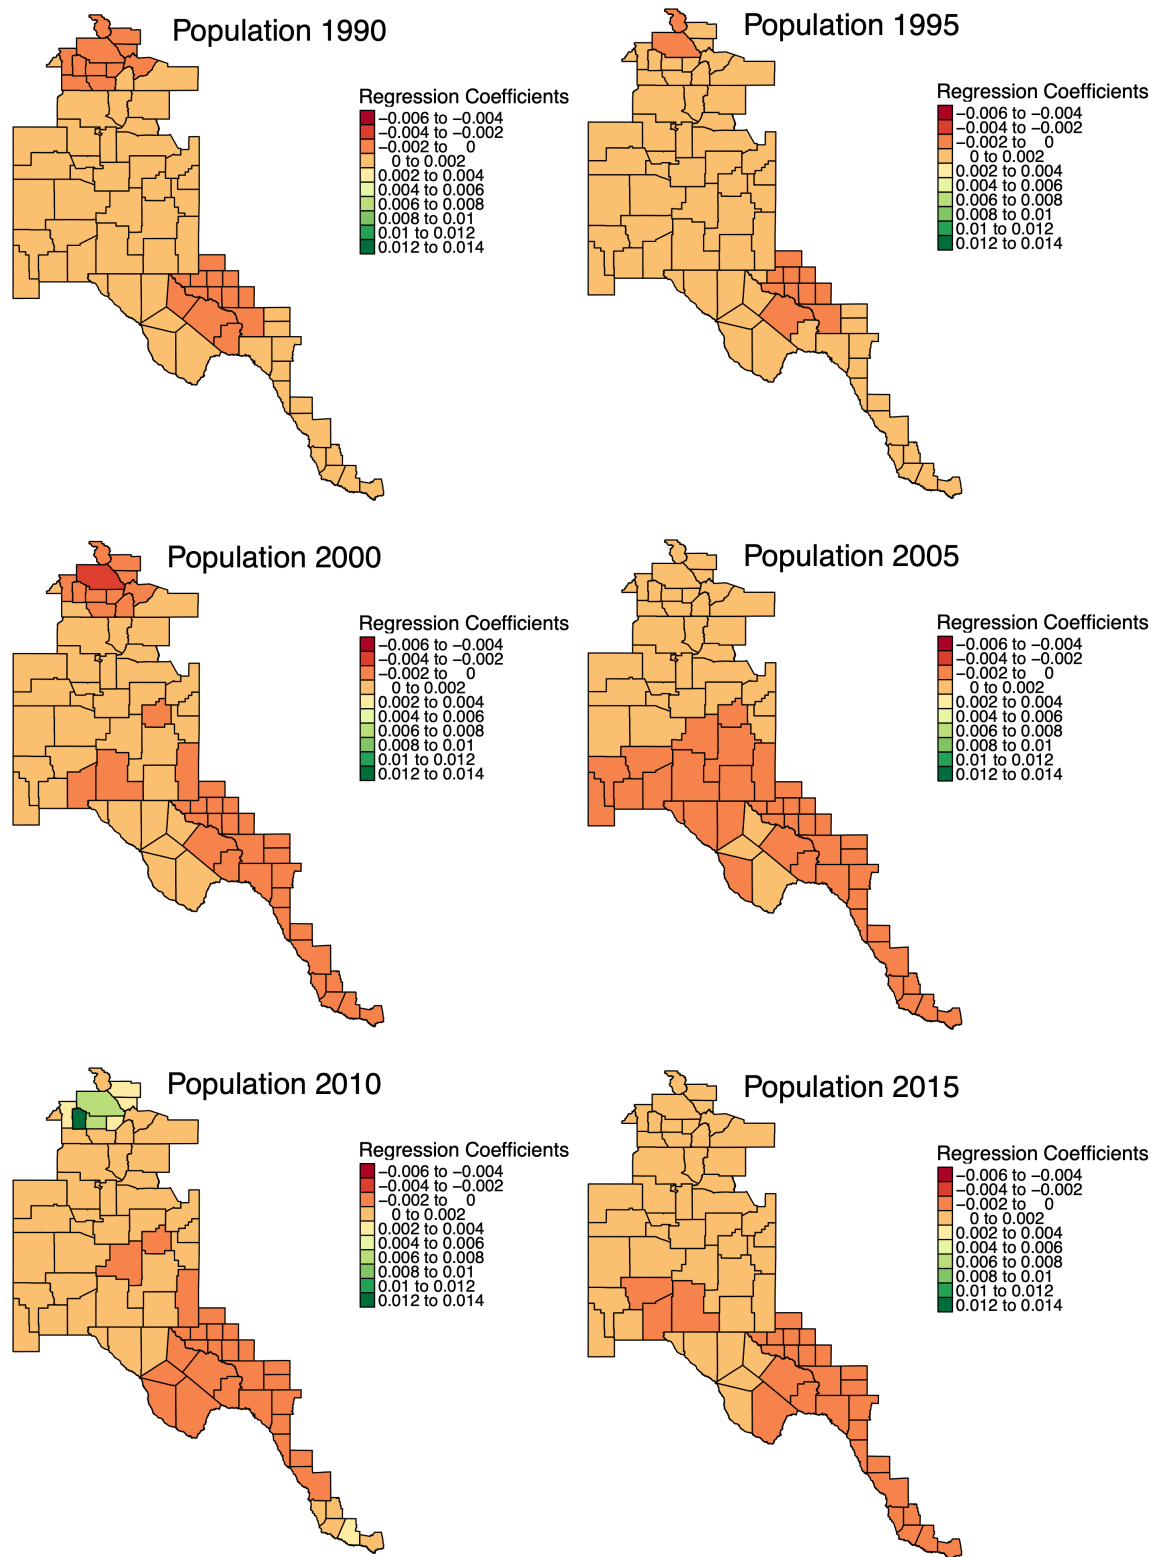 Population 1990
Regression Coefficients
−0.006 to −0.004
−0.004 to −0.002
−0.002 to 0
0 to 0.002
0.002 to 0.004
0.004 to 0.006
0.006 to 0.008
0.008 to 0.01
0.01 to 0.012
0.012 to 0.014
Population 1995
Regression Coefficients
−0.006 to −0.004
−0.004 to −0.002
−0.002 to 0
0 to 0.002
0.002 to 0.004
0.004 to 0.006
0.006 to 0.008
0.008 to 0.01
0.01 to 0.012
0.012 to 0.014
Population 2000
Regression Coefficients
−0.006 to −0.004
−0.004 to −0.002
−0.002 to 0
0 to 0.002
0.002 to 0.004
0.004 to 0.006
0.006 to 0.008
0.008 to 0.01
0.01 to 0.012
0.012 to 0.014
Population 2005
Regression Coefficients
−0.006 to −0.004
−0.004 to −0.002
−0.002 to 0
0 to 0.002
0.002 to 0.004
0.004 to 0.006
0.006 to 0.008
0.008 to 0.01
0.01 to 0.012
0.012 to 0.014
Population 2010
Regression Coefficients
−0.006 to −0.004
−0.004 to −0.002
−0.002 to 0
0 to 0.002
0.002 to 0.004
0.004 to 0.006
0.006 to 0.008
0.008 to 0.01
0.01 to 0.012
0.012 to 0.014
Population 2015
Regression Coefficients
−0.006 to −0.004
−0.004 to −0.002
−0.002 to 0
0 to 0.002
0.002 to 0.004
0.004 to 0.006
0.006 to 0.008
0.008 to 0.01
0.01 to 0.012
0.012 to 0.014